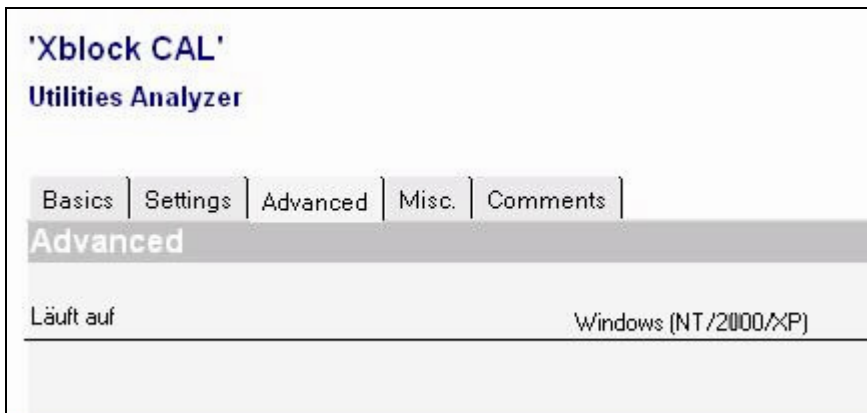 'Xblock CAL'
Utilities Analyzer
Basics Settings Advanced Misc. Comments
Advanced
Läuft auf Windows (NT/2000/XP)